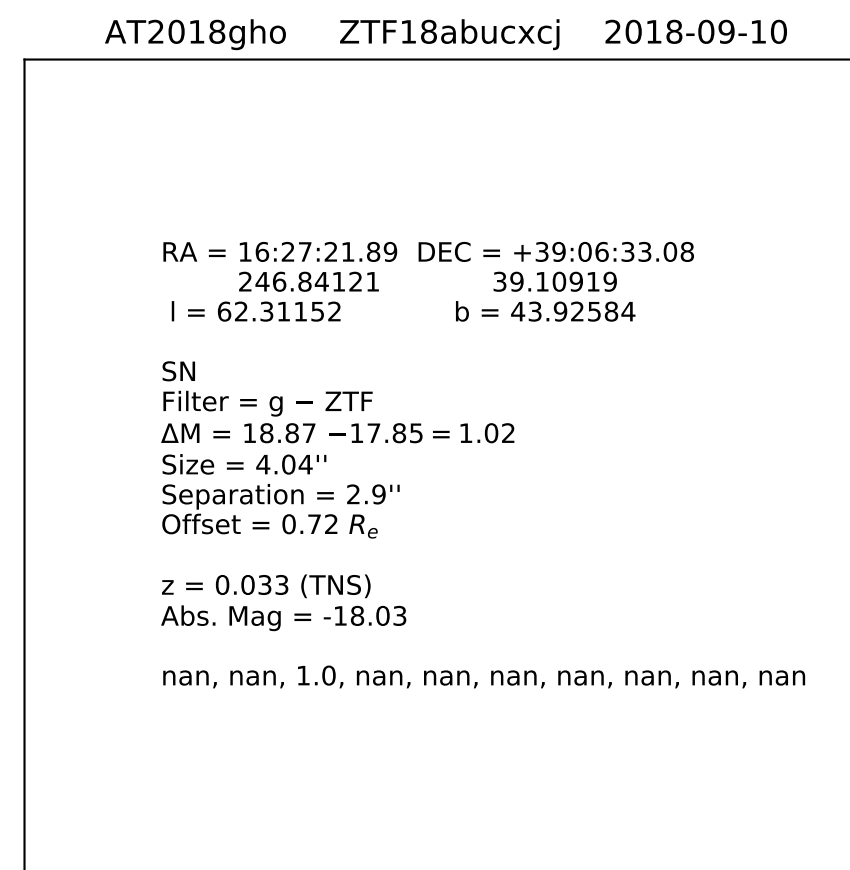 AT2018gho ZTF18abucxcj 2018-09-10
RA = 16:27:21.89 DEC = +39:06:33.08
246.84121 39.10919
l = 62.31152 b = 43.92584
SN
Filter = g − ZTF
ΔM = 18.87 −17.85 = 1.02
Size = 4.04''
Separation = 2.9''
Offset = 0.72 Rₑ
z = 0.033 (TNS)
Abs. Mag = -18.03
nan, nan, 1.0, nan, nan, nan, nan, nan, nan, nan